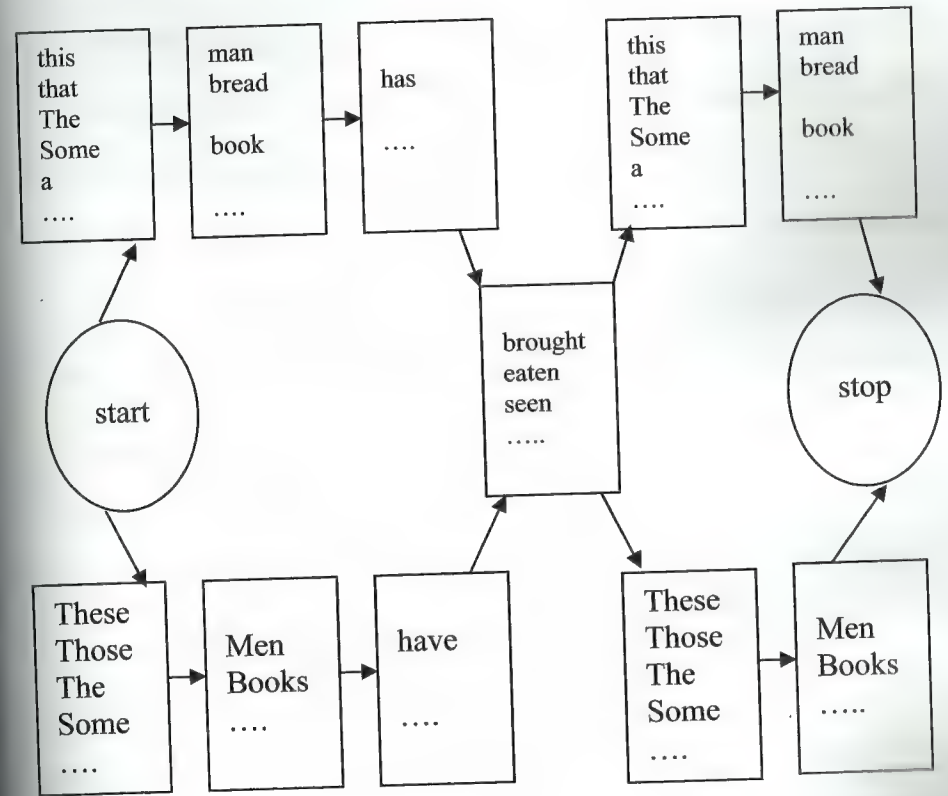 this
that
The
Some
a
....
man
bread
book
....
has
....
this
that
The
Some
a
....
man
bread
book
....
start
brought
eaten
seen
.....
stop
These
Those
The
Some
....
Men
Books
....
have
....
These
Those
The
Some
....
Men
Books
.....